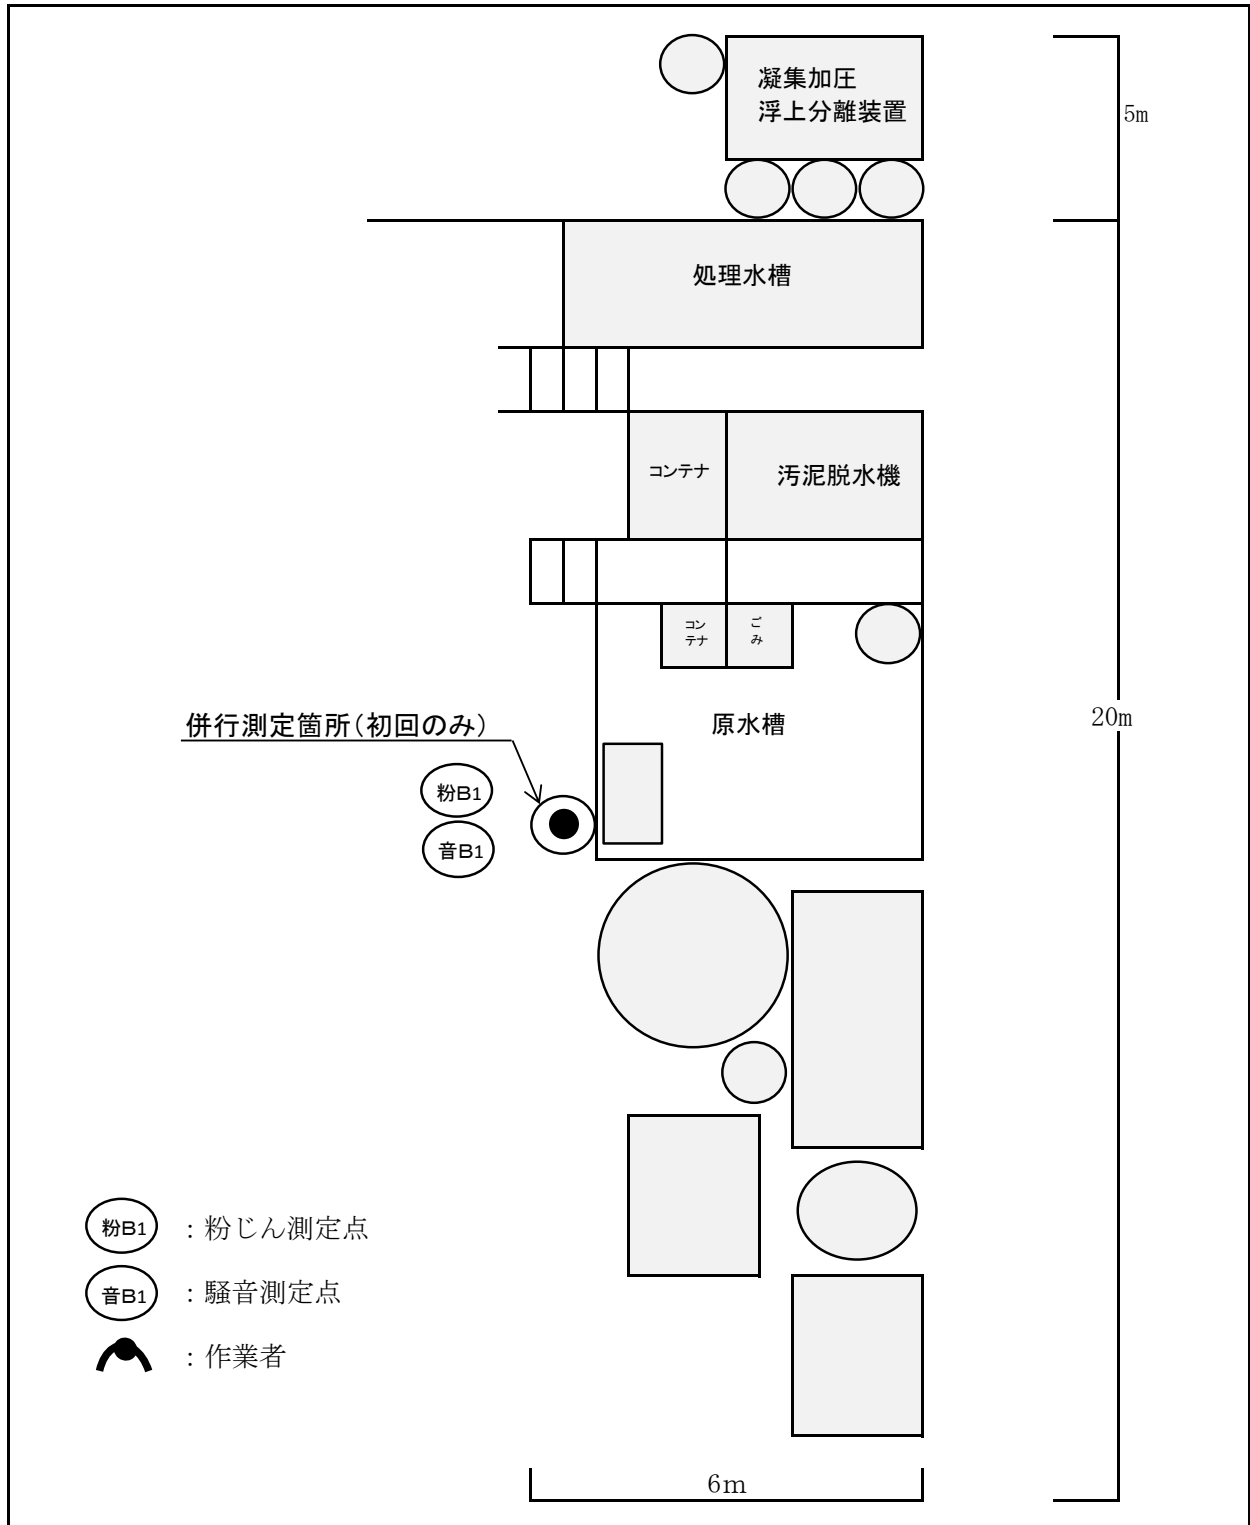 凝集加圧
浮上分離装置
5m
処理水槽
コンテナ
汚泥脱水機
コン
テナ
ご
み
20m
併行測定箇所(初回のみ)
原水槽
粉B1
音B1
粉B1 :粉じん測定点
音B1 :騒音測定点
:作業者
6m